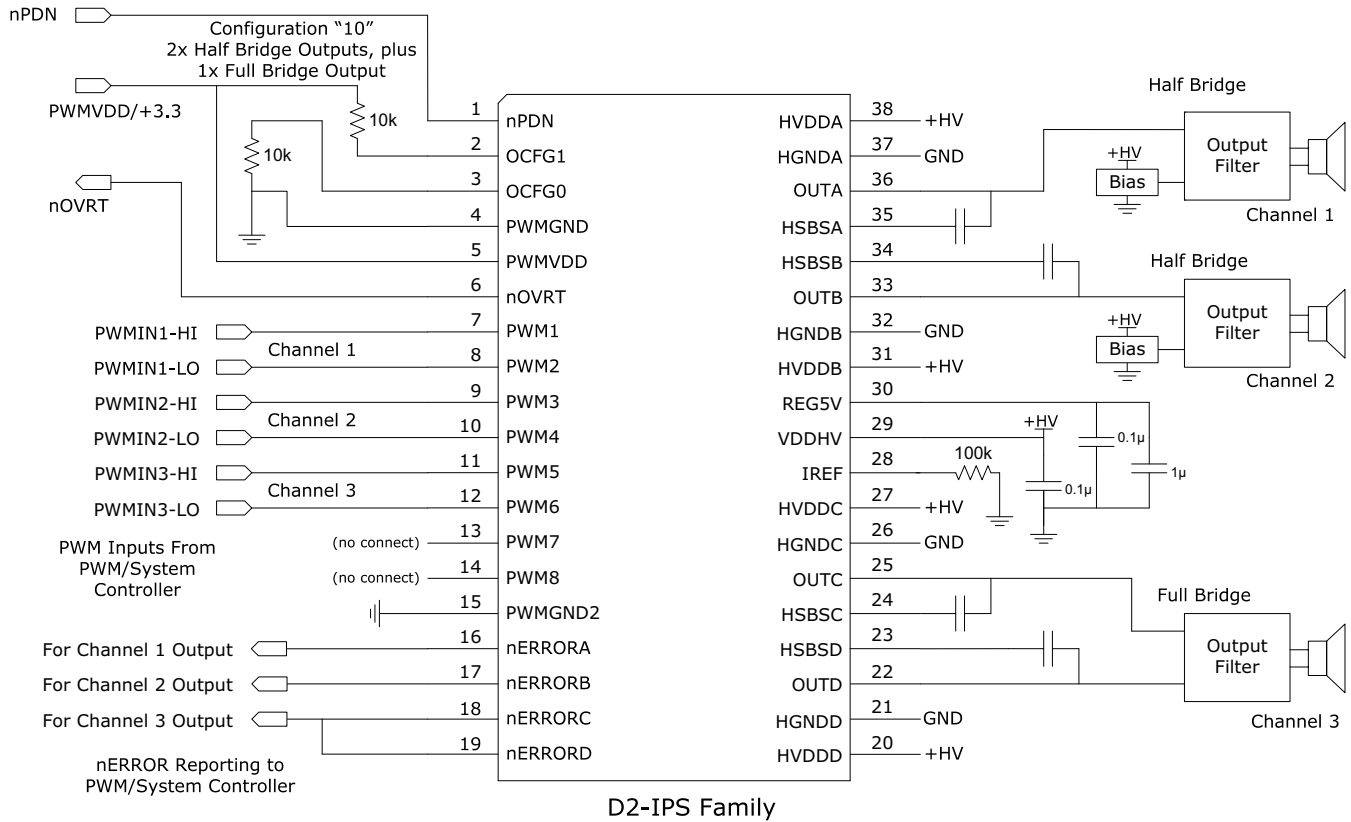 nPDN
Configuration “10”
2x Half Bridge Outputs, plus
1x Full Bridge Output
PWMVDD/+3.3
10k
10k
nOVRT
1 nPDN
2 OCFG1
3 OCFG0
4 PWMGND
5 PWMVDD
6 nOVRT
PWMIN1-HI 7 PWM1
Channel 1
PWMIN1-LO 8 PWM2
PWMIN2-HI 9 PWM3
Channel 2
PWMIN2-LO 10 PWM4
PWMIN3-HI 11 PWM5
Channel 3
PWMIN3-LO 12 PWM6
(no connect) 13 PWM7
(no connect) 14 PWM8
PWM Inputs From
PWM/System
Controller
15 PWMGND2
For Channel 1 Output 16 nERRORA
For Channel 2 Output 17 nERRORB
For Channel 3 Output 18 nERRORC
19 nERRORD
nERROR Reporting to
PWM/System Controller
HVDDA 38 +HV
HGNDA 37 GND
OUTA 36
HSBSA 35
HSBSB 34
OUTB 33
HGNDB 32 GND
HVDDB 31 +HV
REG5V 30
VDDHV 29 +HV
IREF 28 100k
0.1µ
0.1µ
1µ
HVDDC 27 +HV
HGNDC 26 GND
OUTC 25
HSBSC 24
HSBSD 23
OUTD 22
HGNDD 21 GND
HVDDD 20 +HV
Half Bridge
Output
Filter
+HV
Bias
Channel 1
Half Bridge
Output
Filter
+HV
Bias
Channel 2
Full Bridge
Output
Filter
Channel 3
D2-IPS Family